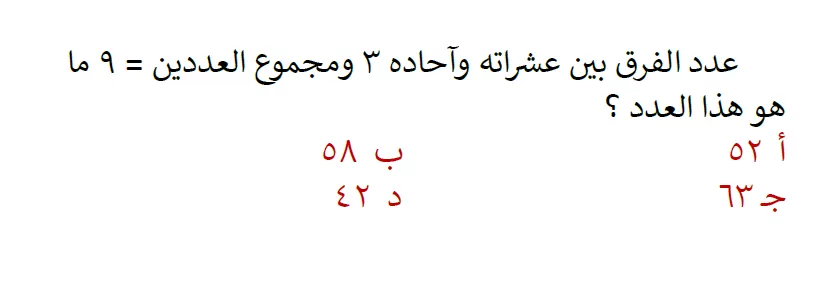 عدد الفرق بين عشراته وآحاده ٣ ومجموع العددين = ٩ ما
هو هذا العدد ؟
أ ٥٢ ب ٥٨
جـ ٦٣ د ٤٢